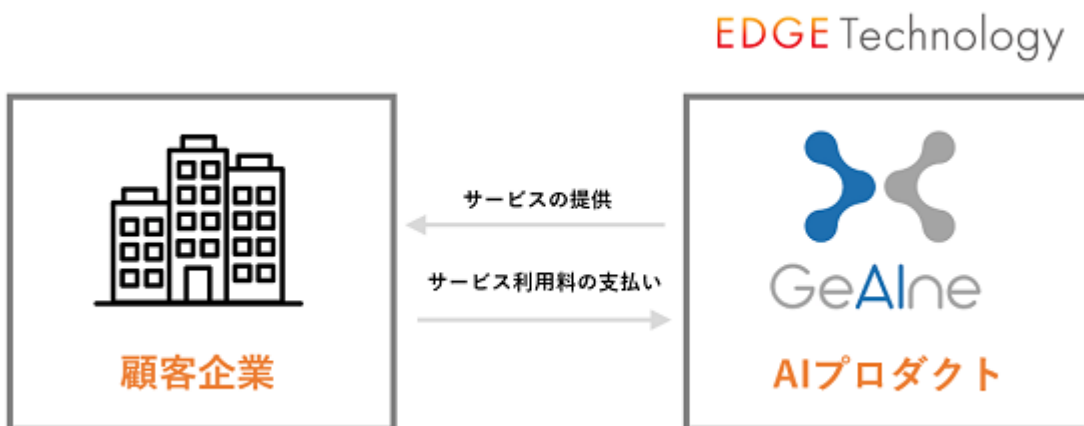 EDGE Technology
サービスの提供
サービス利用料の支払い
GeAIne
顧客企業
AIプロダクト